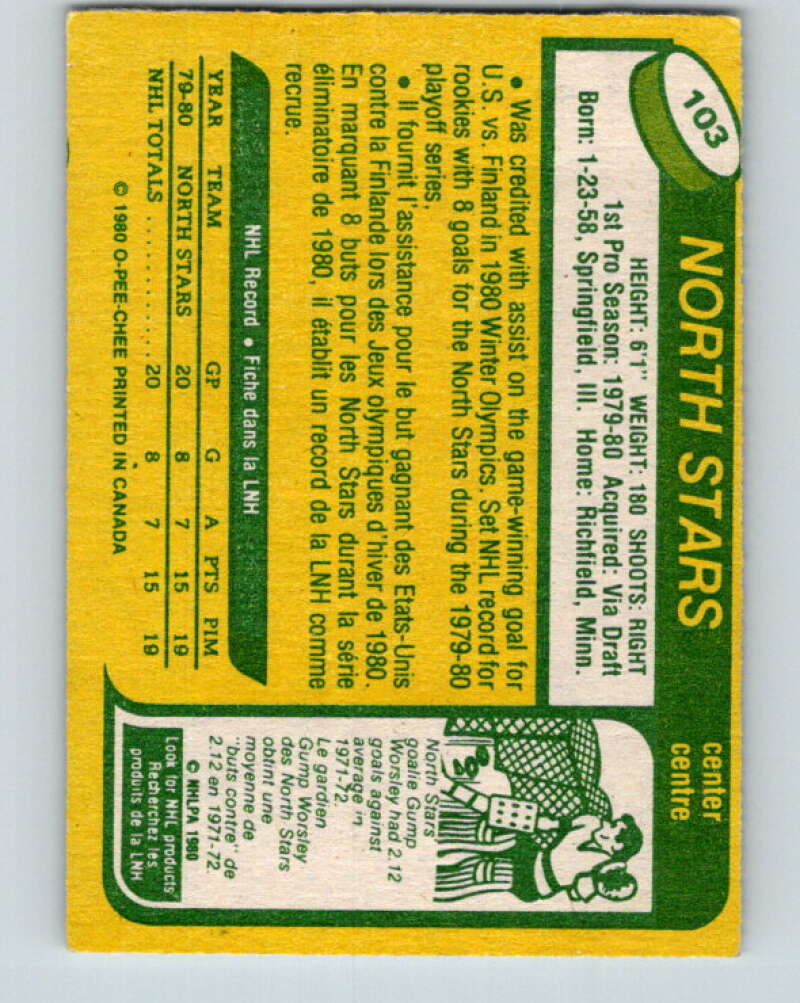 103
NORTH STARS
center
centre
HEIGHT: 6'1" WEIGHT: 180 SHOOTS: RIGHT
1st Pro Season: 1979-80 Acquired: Via Draft
Born: 1-23-58, Springfield, Ill. Home: Richfield, Minn.
• Was credited with assist on the game-winning goal for
U.S. vs. Finland in 1980 Winter Olympics. Set NHL record for
rookies with 8 goals for the North Stars during the 1979-80
playoff series.
• Il fournit l'assistance pour le but gagnant des Etats-Unis
contre la Finlande lors des Jeux olympiques d'hiver de 1980.
En marquant 8 buts pour les North Stars durant la série
éliminatoire de 1980, il établit un record de la LNH comme
recrue.
NHL Record • Fiche dans la LNH
YEAR TEAM GP G A PTS PIM
79-80 NORTH STARS 20 8 7 15 19
NHL TOTALS .......... 20 8 7 15 19
© 1980 O-PEE-CHEE PRINTED IN CANADA
North Stars
goalie Gump
Worsley had 2.12
goals against
average in
1971-72.
Le gardien
Gump Worsley
des North Stars
obtint une
moyenne de
"buts contre" de
2.12 en 1971-72.
© NHLPA 1980
Look for NHL products
Recherchez les
produits de la LNH